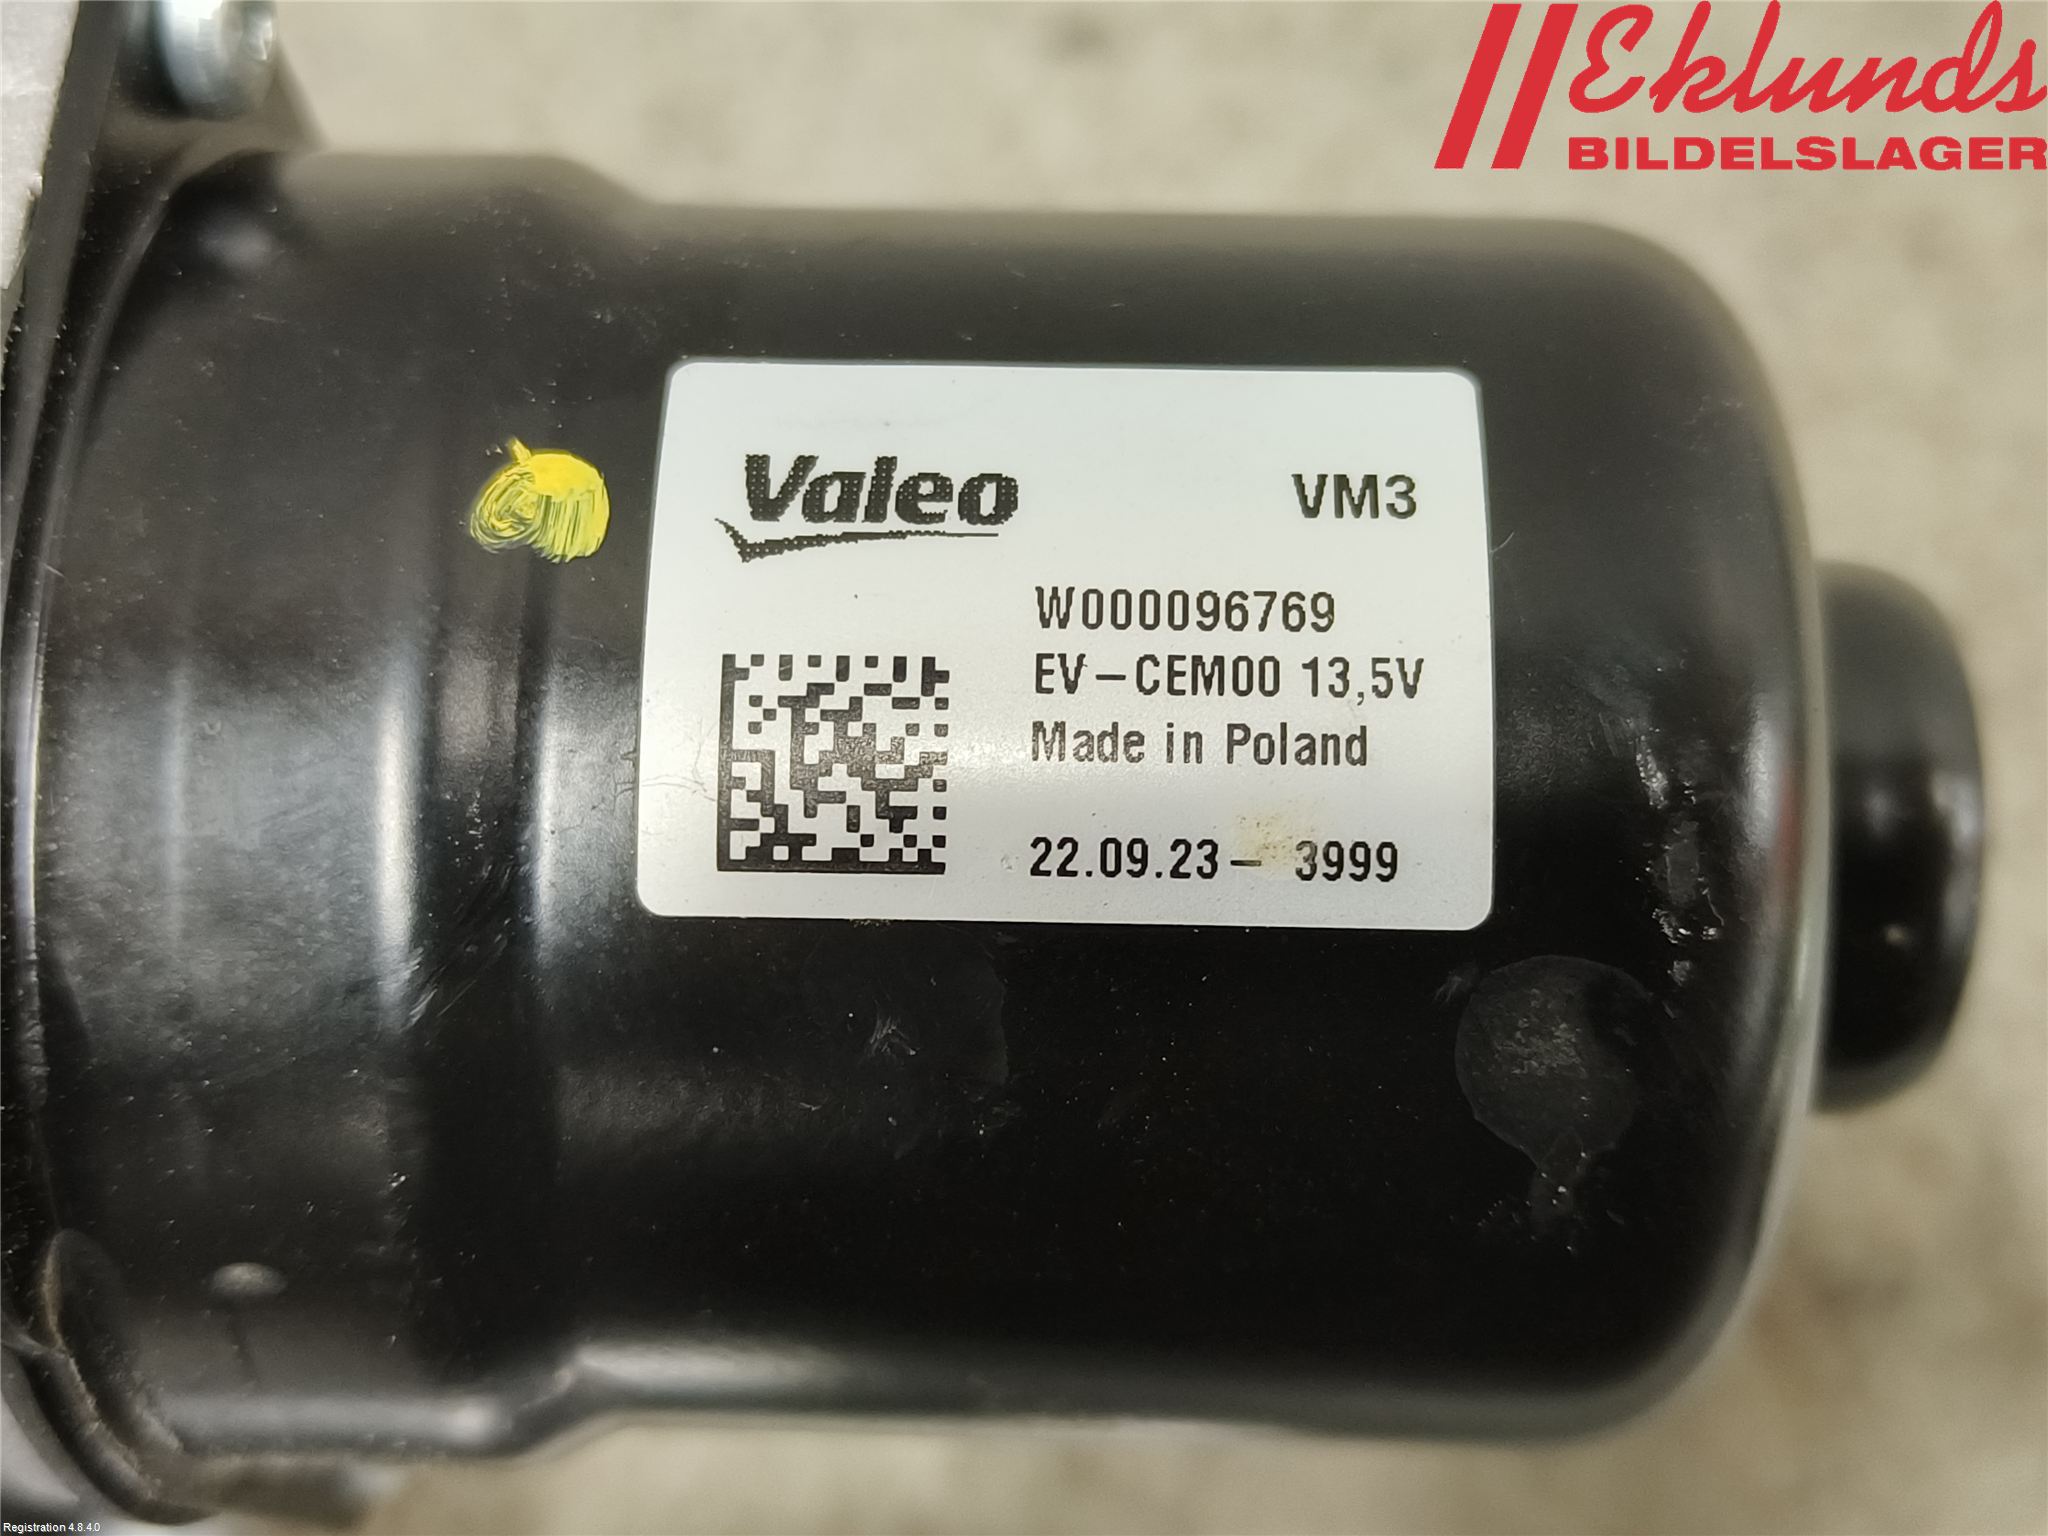 Eklunds
BILDELSLAGER
Valeo VM3
W000096769
EV-CEM00 13,5V
Made in Poland
22.09.23- 3999
Registration 4.8.4.0